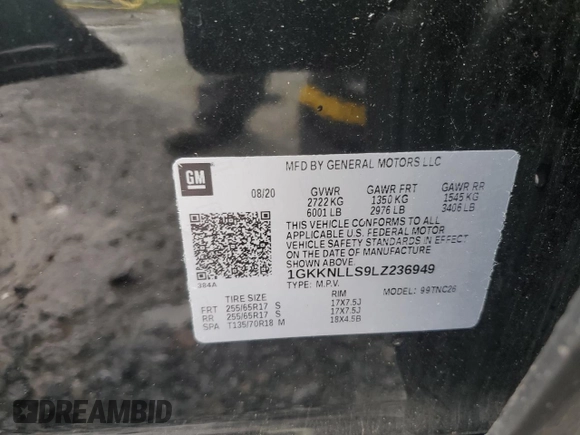 GM
MFD BY GENERAL MOTORS LLC
08/20 GVWR GAWR FRT GAWR RR
2722 KG 1350 KG 1545 KG
6001 LB 2976 LB 3406 LB
THIS VEHICLE CONFORMS TO ALL
APPLICABLE U.S. FEDERAL MOTOR
VEHICLE SAFETY STANDARDS IN EFFECT
ON THE DATE OF MANUFACTURE
SHOWN ABOVE.
1GKKNLLS9LZ236949
TYPE: M.P.V. MODEL: 99TNC26
384A
TIRE SIZE RIM
FRT 255/65R17 S 17X7.5J
RR 255/65R17 S 17X7.5J
SPA T135/70R18 M 18X4.5B
DREAMBID